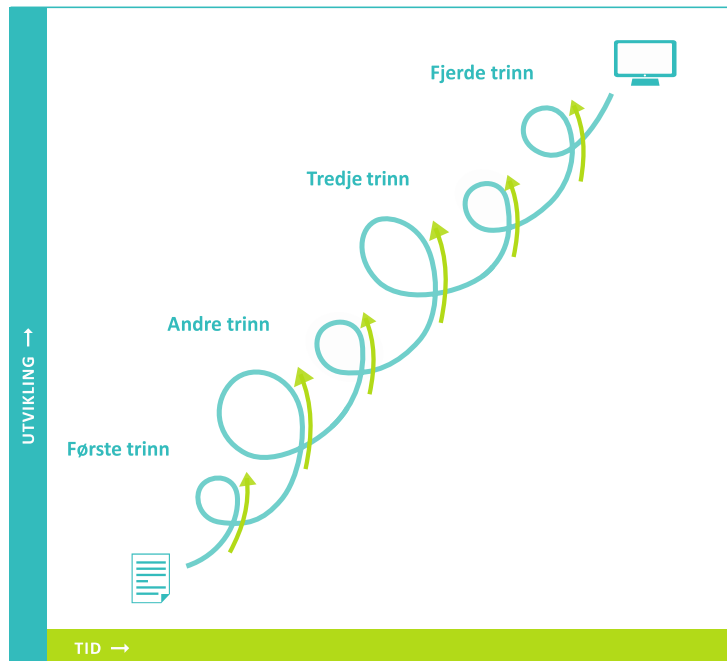 Fjerde trinn
Tredje trinn
Andre trinn
Første trinn
UTVIKLING →
TID →